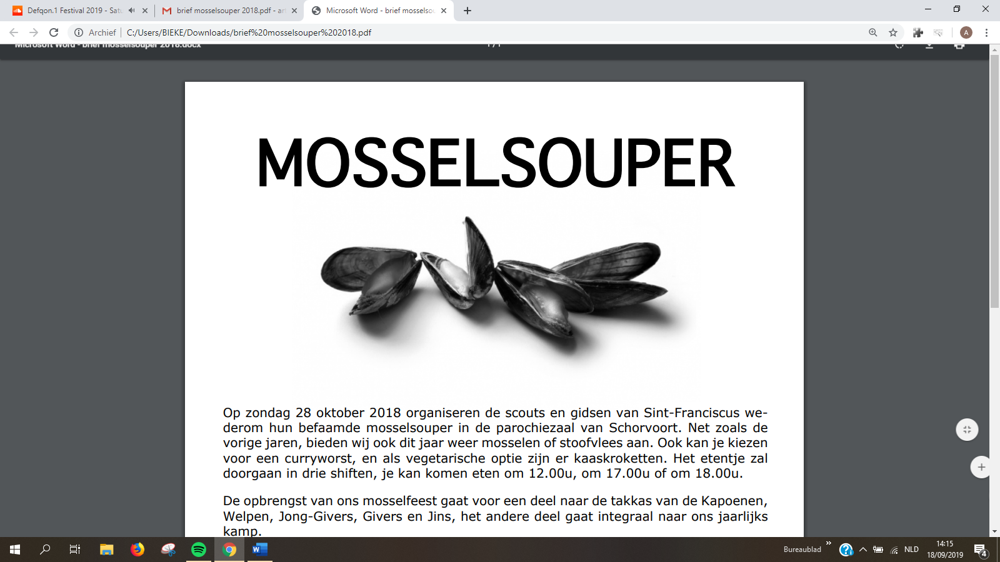 Defqon.1 Festival 2019 - Satu
brief mosselsouper 2018.pdf - ar
Microsoft Word - brief mosselsou
Archief
C:/Users/BIEKE/Downloads/brief%20mosselsouper%202018.pdf
A
Microsoft Word - brief mosselsouper 2018.docx
1 / 1
MOSSELSOUPER
Op zondag 28 oktober 2018 organiseren de scouts en gidsen van Sint-Franciscus we-
derom hun befaamde mosselsouper in de parochiezaal van Schorvoort. Net zoals de
vorige jaren, bieden wij ook dit jaar weer mosselen of stoofvlees aan. Ook kan je kiezen
voor een curryworst, en als vegetarische optie zijn er kaaskroketten. Het etentje zal
doorgaan in drie shiften, je kan komen eten om 12.00u, om 17.00u of om 18.00u.
De opbrengst van ons mosselfeest gaat voor een deel naar de takkas van de Kapoenen,
Welpen, Jong-Givers, Givers en Jins, het andere deel gaat integraal naar ons jaarlijks
kamp.
Bureaublad
NLD
14:15
18/09/2019
4